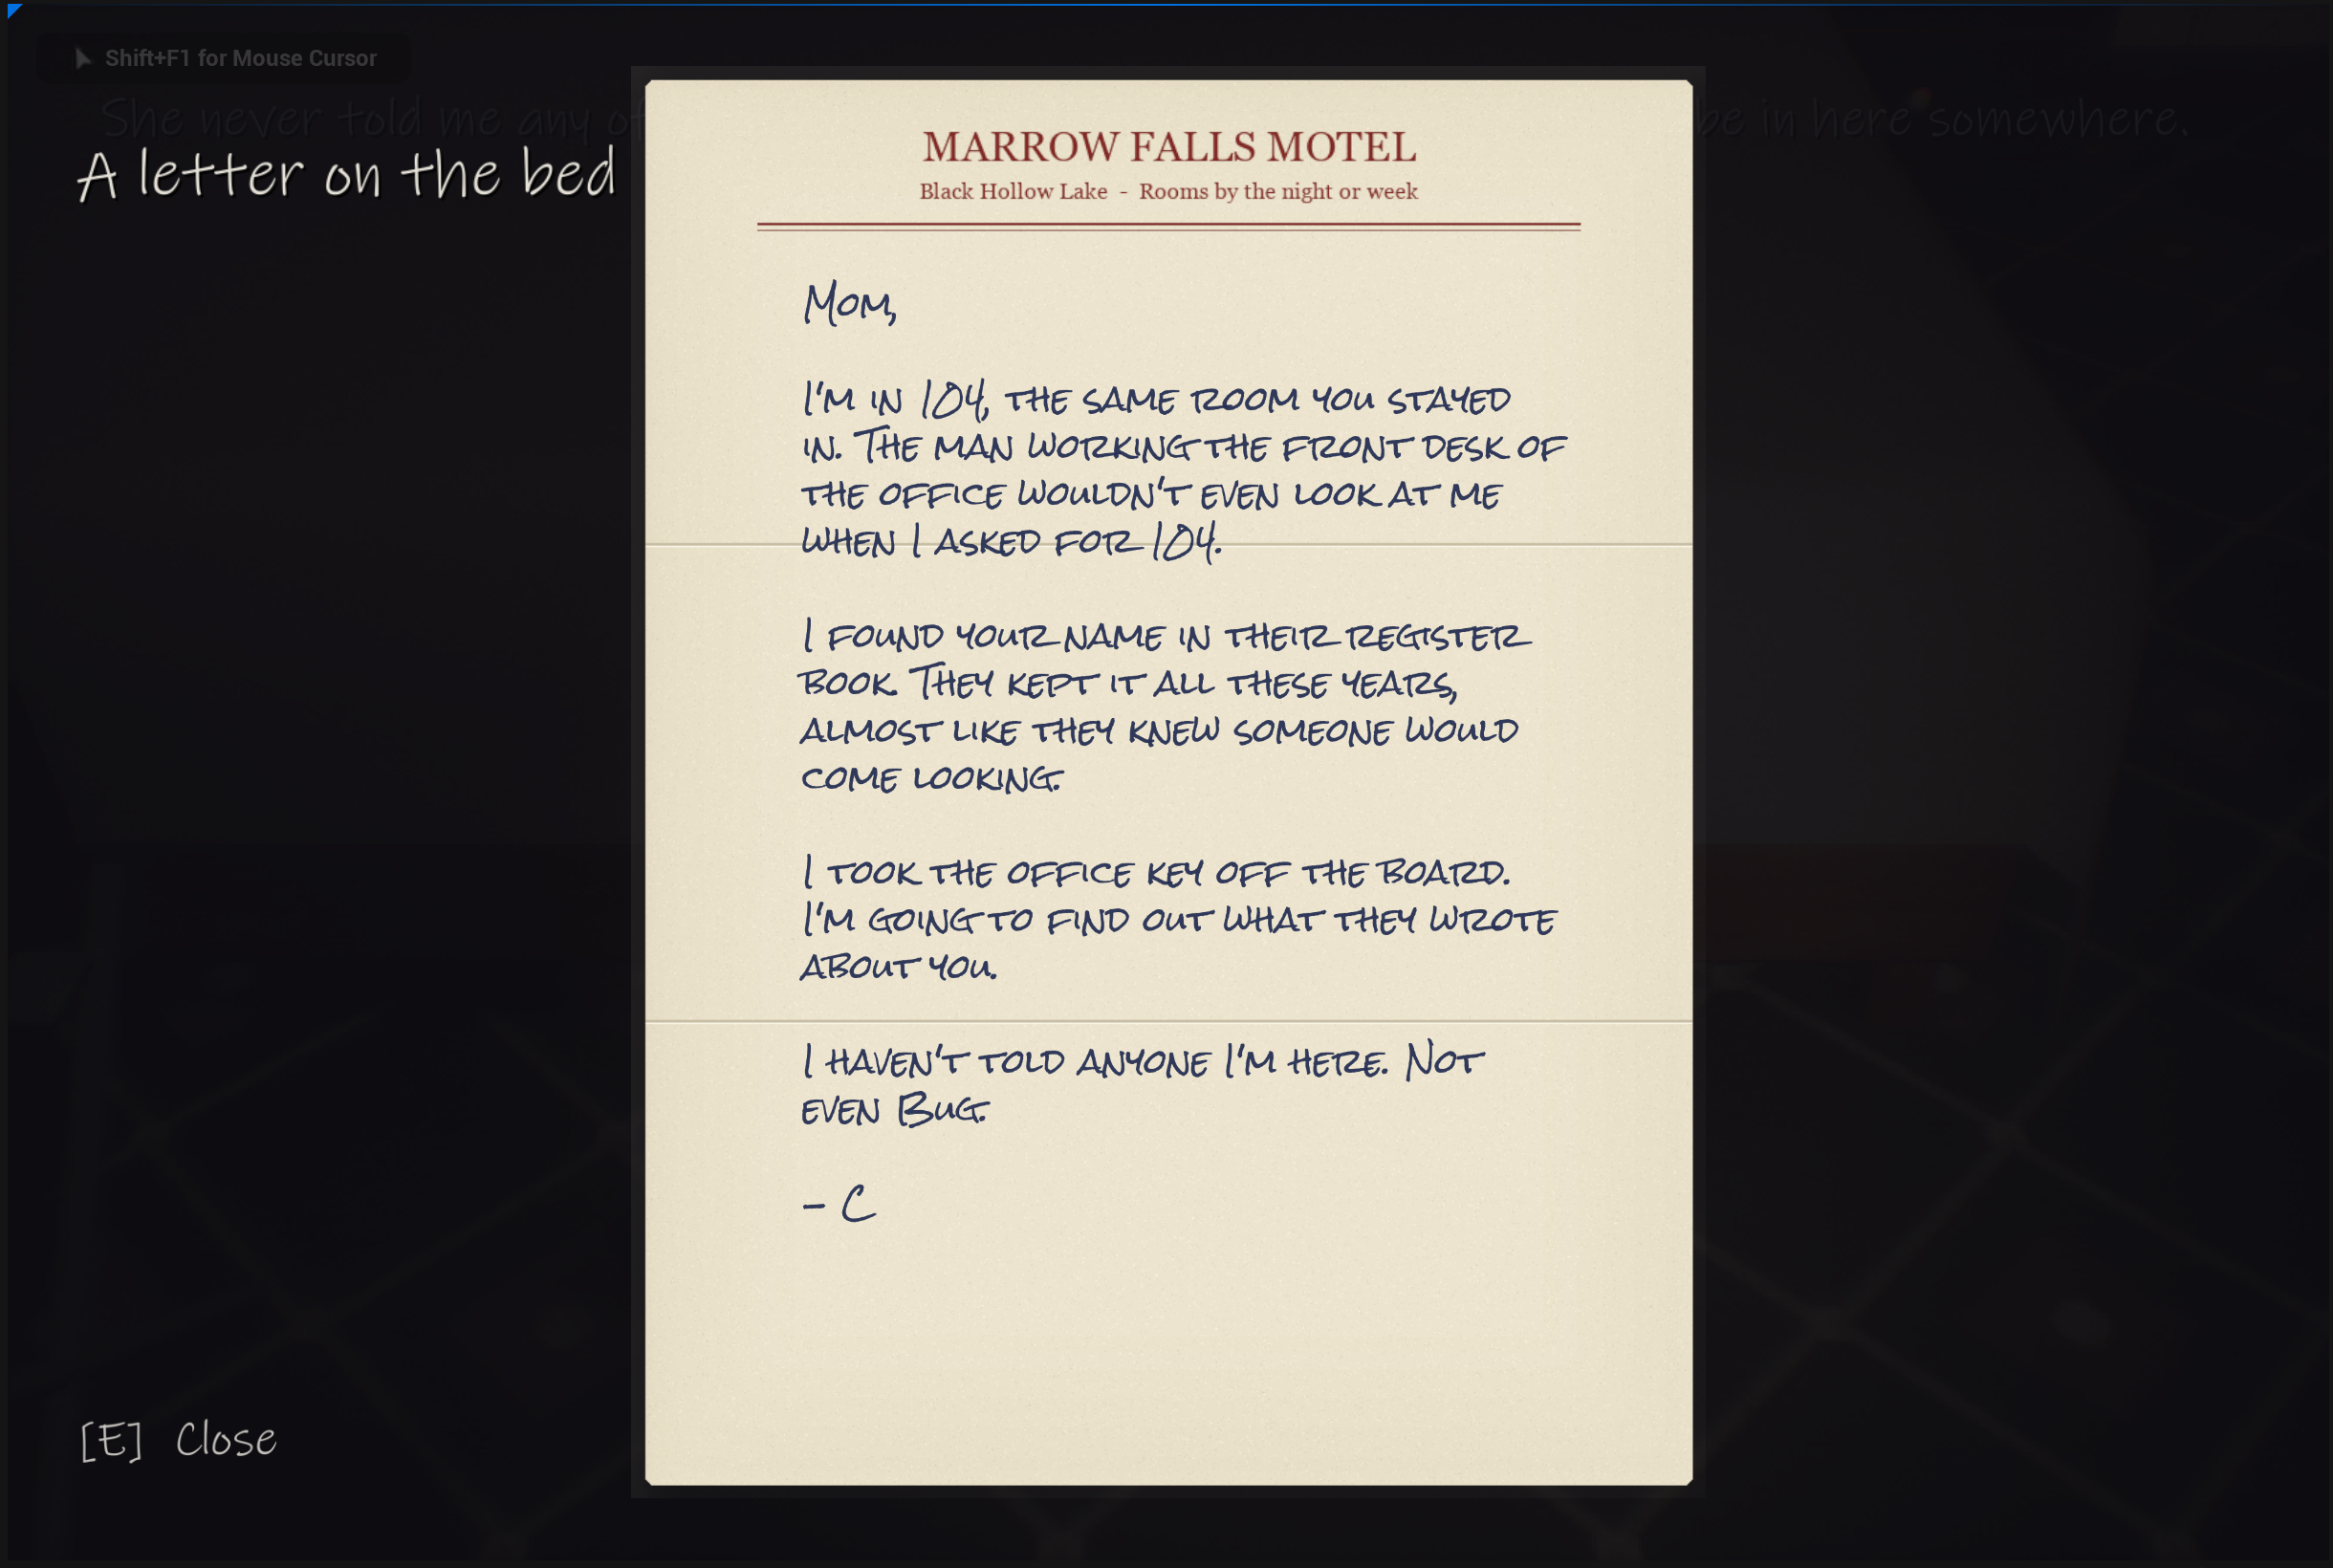 Shift+F1 for Mouse Cursor
She never told me any of
be in here somewhere.
A letter on the bed
MARROW FALLS MOTEL
Black Hollow Lake - Rooms by the night or week
Mom,
I'm in 104, the same room you stayed
in. The man working the front desk of
the office wouldn't even look at me
when I asked for 104.
I found your name in their register
book. They kept it all these years,
almost like they knew someone would
come looking.
I took the office key off the board.
I'm going to find out what they wrote
about you.
I haven't told anyone I'm here. Not
even Bug.
– C
[E] Close